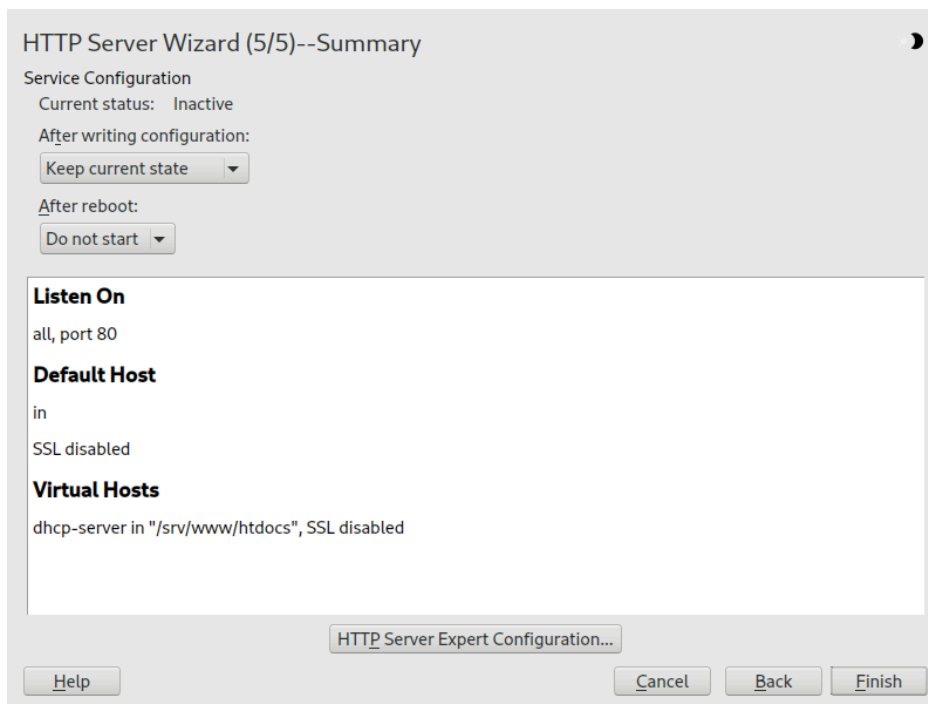 HTTP Server Wizard (5/5)--Summary
Service Configuration
Current status: Inactive
After writing configuration:
Keep current state
After reboot:
Do not start
Listen On
all, port 80
Default Host
in
SSL disabled
Virtual Hosts
dhcp-server in "/srv/www/htdocs", SSL disabled
HTTP Server Expert Configuration...
Help Cancel Back Finish